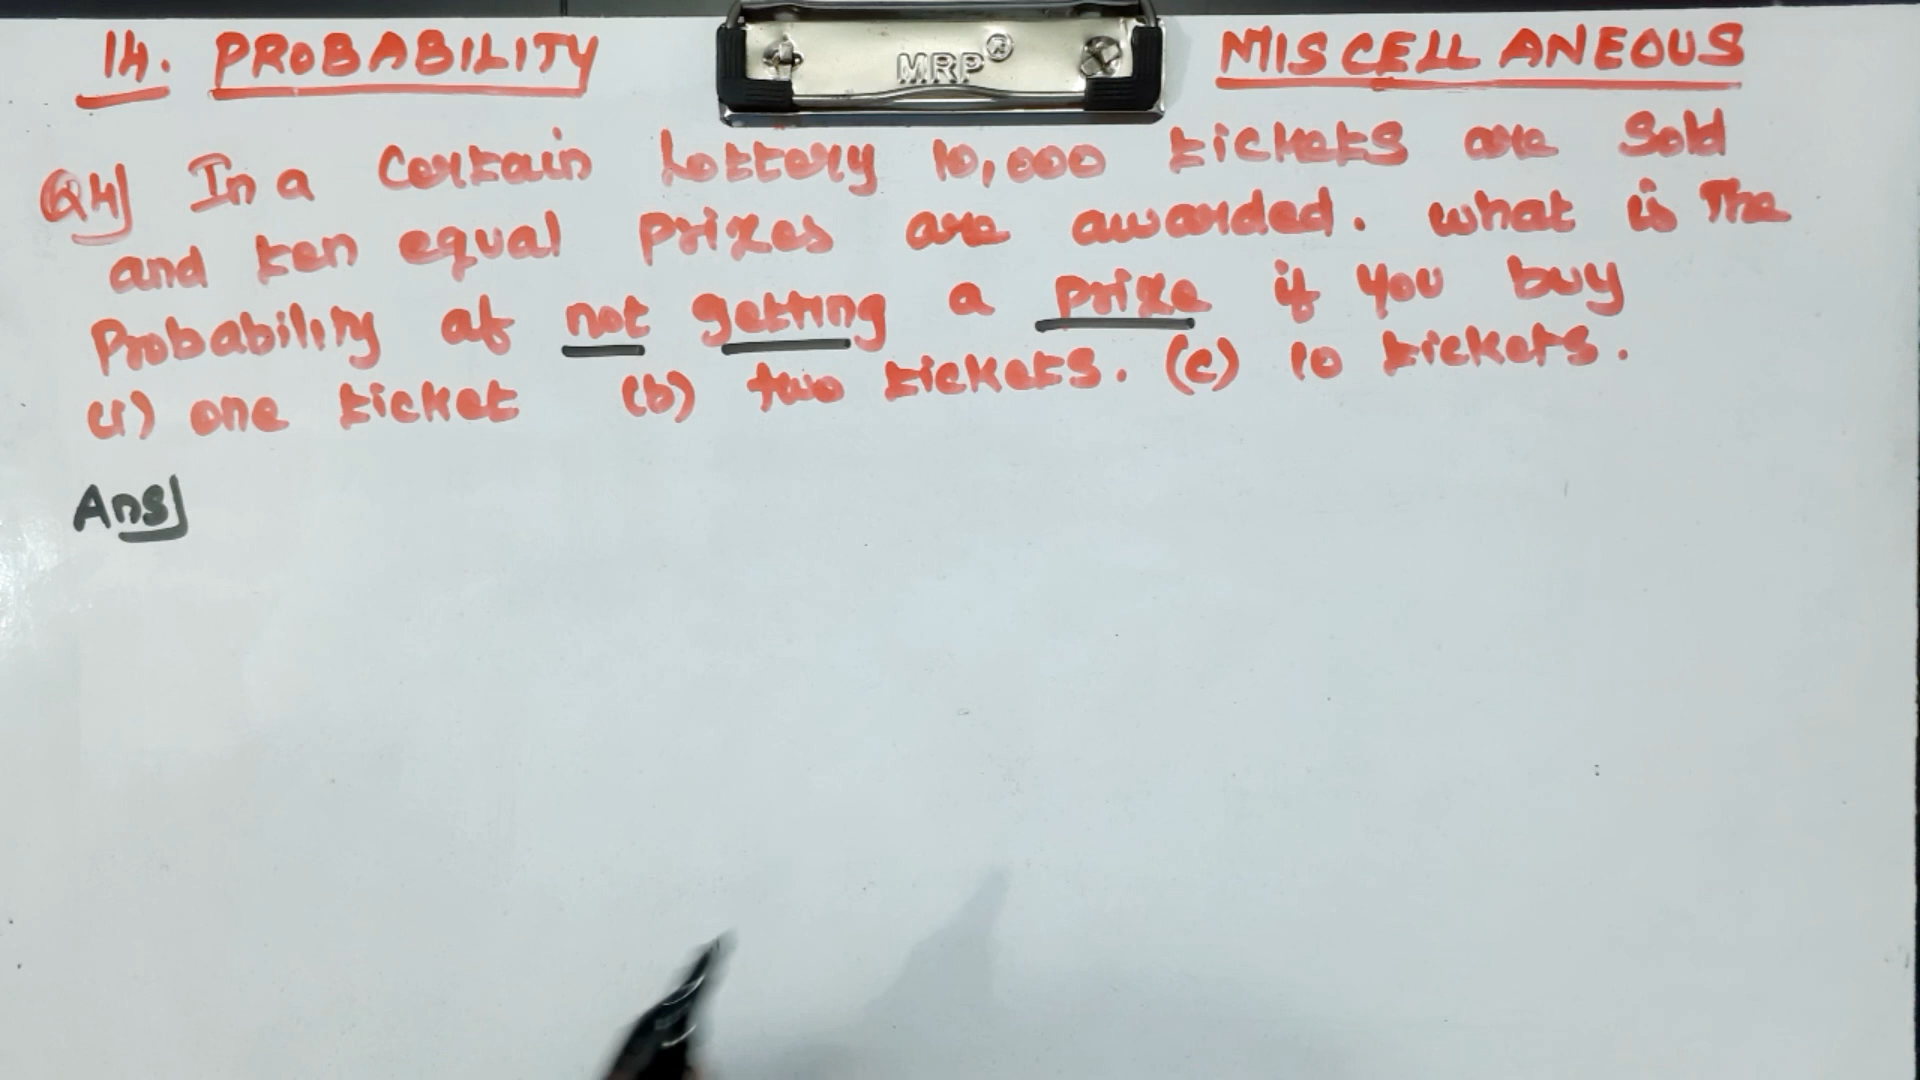 14. PROBABILITY
MRP®
MISCELLANEOUS
Q4] In a certain Lottery 10,000 tickets are sold
and ten equal prizes are awarded. what is The
Probability of not getting a prize if you buy
(1) one ticket (b) two tickets. (c) 10 tickets.
Ans]